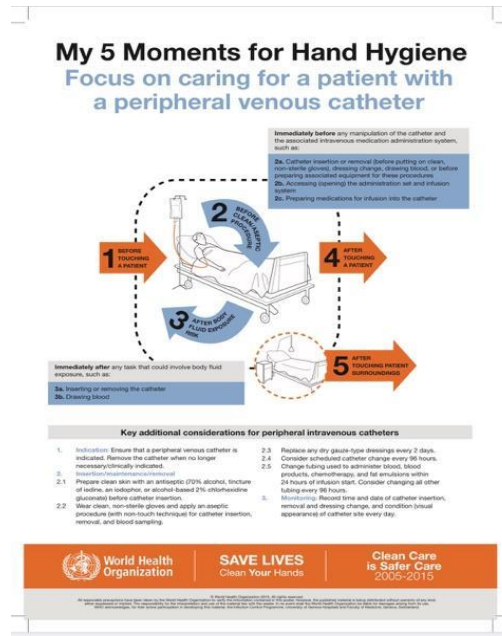 My 5 Moments for Hand Hygiene
Focus on caring for a patient with
a peripheral venous catheter
Immediately before any manipulation of the catheter and
the associated intravenous medication administration system,
such as:
2a. Catheter insertion or removal (before putting on clean,
non-sterile gloves), dressing change, drawing blood, or before
preparing associated equipment for these procedures
2b. Accessing (opening) the administration set and infusion
system
2c. Preparing medications for infusion into the catheter
1 BEFORE
TOUCHING
A PATIENT
2 BEFORE
CLEAN/ASEPTIC
PROCEDURE
3 AFTER BODY
FLUID EXPOSURE
RISK
4 AFTER
TOUCHING
A PATIENT
5 AFTER
TOUCHING PATIENT
SURROUNDINGS
Immediately after any task that could involve body fluid
exposure, such as:
3a. Inserting or removing the catheter
3b. Drawing blood
Key additional considerations for peripheral intravenous catheters
1. Indication: Ensure that a peripheral venous catheter is
indicated. Remove the catheter when no longer
necessary/clinically indicated.
2. Insertion/maintenance/removal
2.1 Prepare clean skin with an antiseptic (70% alcohol, tincture
of iodine, an iodophor, or alcohol-based 2% chlorhexidine
gluconate) before catheter insertion.
2.2 Wear clean, non-sterile gloves and apply an aseptic
procedure (with non-touch technique) for catheter insertion,
removal, and blood sampling.
2.3 Replace any dry gauze-type dressings every 2 days.
2.4 Consider scheduled catheter change every 96 hours.
2.5 Change tubing used to administer blood, blood
products, chemotherapy, and fat emulsions within
24 hours of infusion start. Consider changing all other
tubing every 96 hours.
3. Monitoring: Record time and date of catheter insertion,
removal and dressing change, and condition (visual
appearance) of catheter site every day.
World Health
Organization
SAVE LIVES
Clean Your Hands
Clean Care
is Safer Care
2005-2015